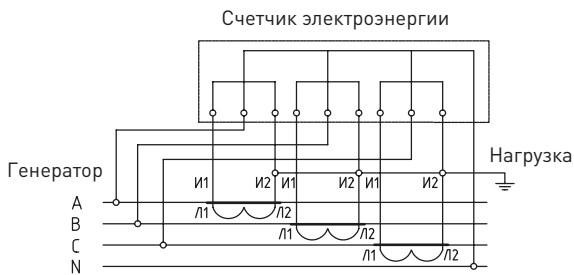 Счетчик электроэнергии
Генератор
Нагрузка
И1 И2 И1 И2 И1 И2
A
Л1 Л2
B
Л1 Л2
C
Л1 Л2
N